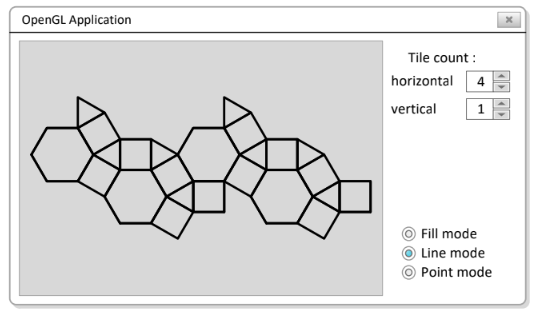 OpenGL Application
Tile count :
horizontal 4
vertical 1
Fill mode
Line mode
Point mode